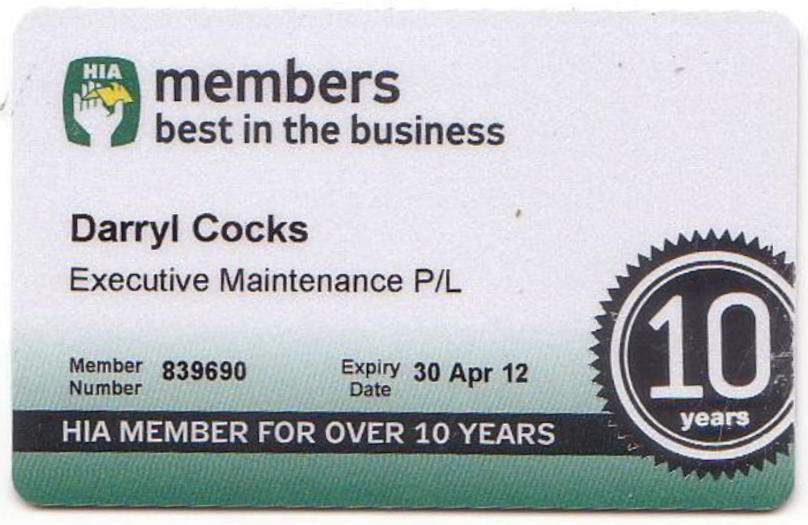 HIA
members
best in the business
Darryl Cocks
Executive Maintenance P/L
Member Number 839690
Expiry Date 30 Apr 12
HIA MEMBER FOR OVER 10 YEARS
10
years